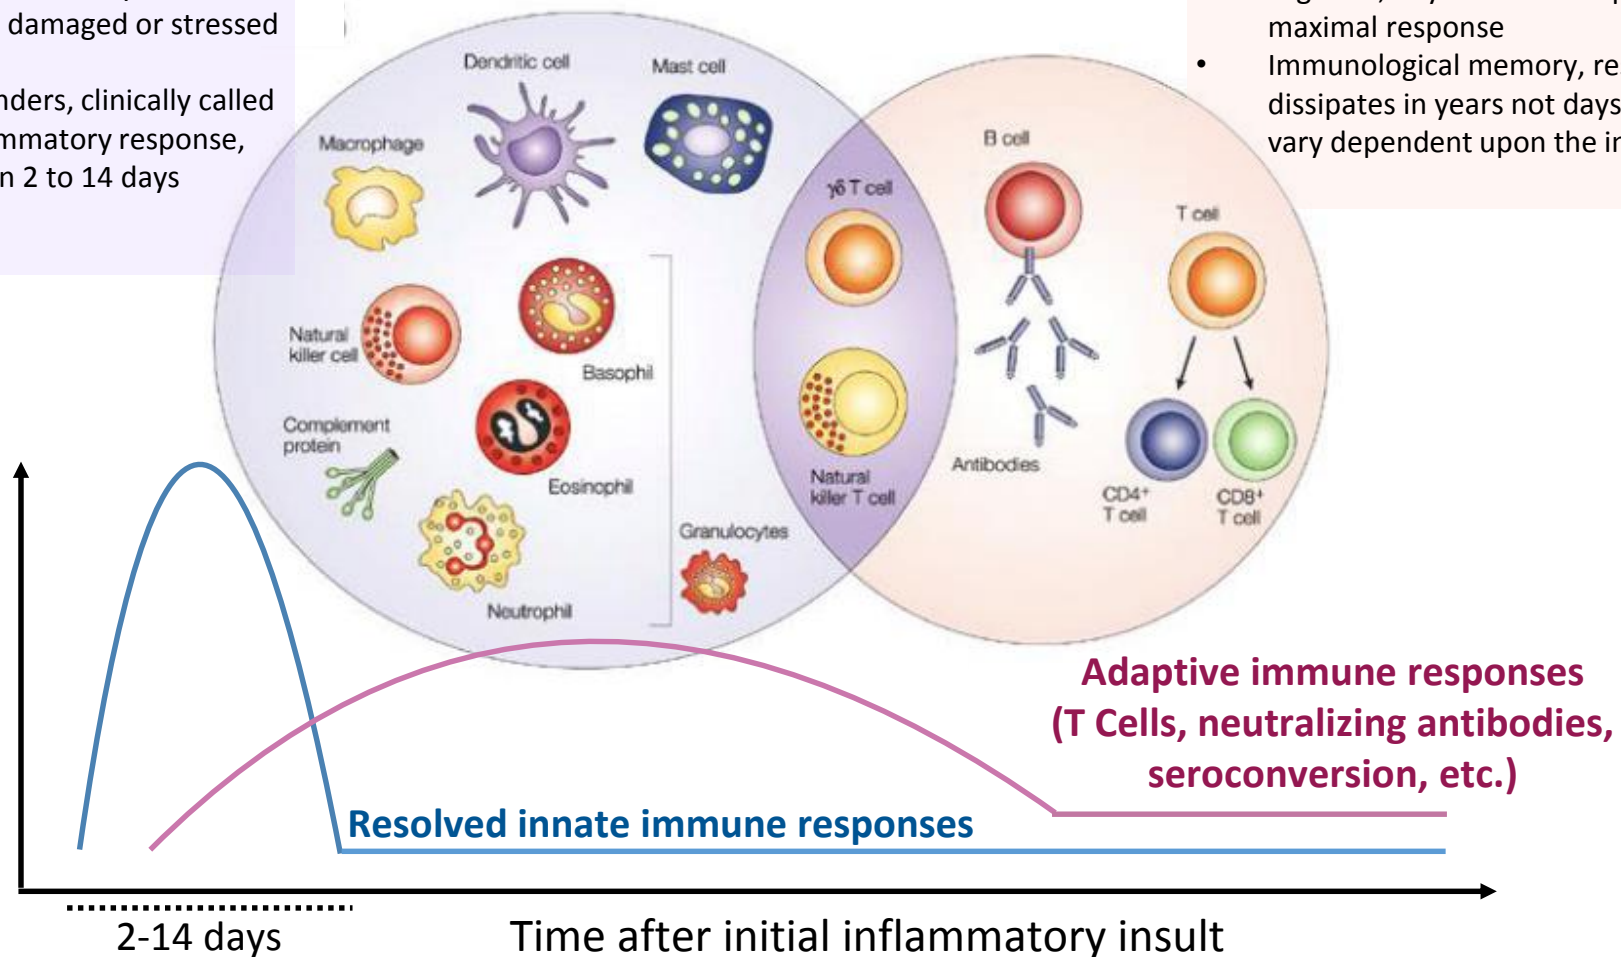 damaged or stressed
nders, clinically called
mmatory response,
n 2 to 14 days
maximal response
• Immunological memory, re
dissipates in years not days
vary dependent upon the in
Dendritic cell
Mast cell
Macrophage
Natural
killer cell
Basophil
Complement
protein
Eosinophil
Neutrophil
Granulocytes
γδ T cell
Natural
killer T cell
B cell
Antibodies
T cell
CD4+
T cell
CD8+
T cell
Adaptive immune responses
(T Cells, neutralizing antibodies,
seroconversion, etc.)
Resolved innate immune responses
2-14 days
Time after initial inflammatory insult